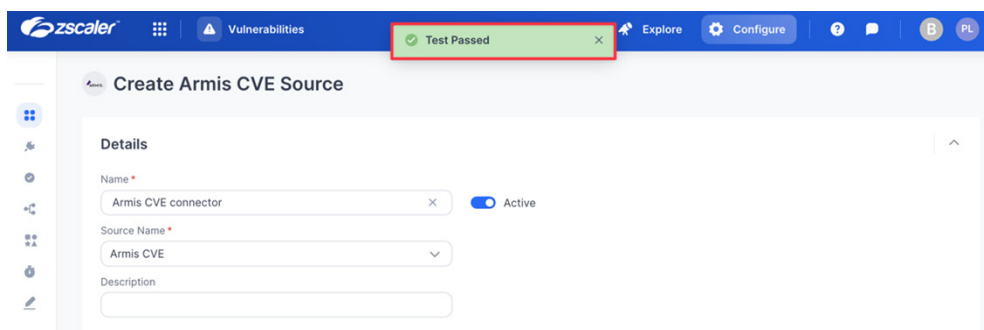 zscaler
Vulnerabilities
Test Passed
Explore
Configure
?
B
PL
Create Armis CVE Source
Details
Name *
Armis CVE connector
Active
Source Name *
Armis CVE
Description